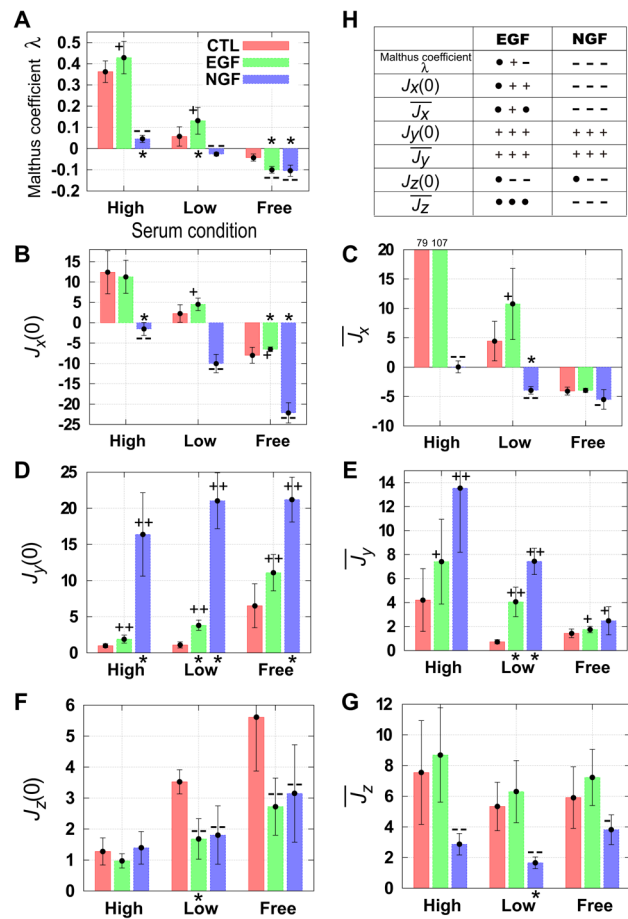 A
Malthus coefficient λ
0.5
0.4
0.3
0.2
0.1
0
-0.1
-0.2
CTL
EGF
NGF
+
+
*
*
*
*
High Low Free
Serum condition
H
EGF NGF
Malthus coefficient λ ● + − − − −
Jx(0) ● + + − − −
Jx ● + ● − − −
Jy(0) + + + + + +
Jy + + + + + +
Jz(0) ● − − ● − −
Jz ● ● ● − − −
B
Jx(0)
15
10
5
0
-5
-10
-15
-20
-25
*
+
*
*
+
High Low Free
C
Jx
20
15
10
5
0
-5
-10
79 107
+
*
High Low Free
D
Jy(0)
25
20
15
10
5
0
++
++
++
++
++
++
*
*
*
*
High Low Free
E
Jy
14
12
10
8
6
4
2
0
+
++
++
++
+
+
*
*
High Low Free
F
Jz(0)
6
5
4
3
2
1
0
*
High Low Free
G
Jz
12
10
8
6
4
2
0
*
High Low Free